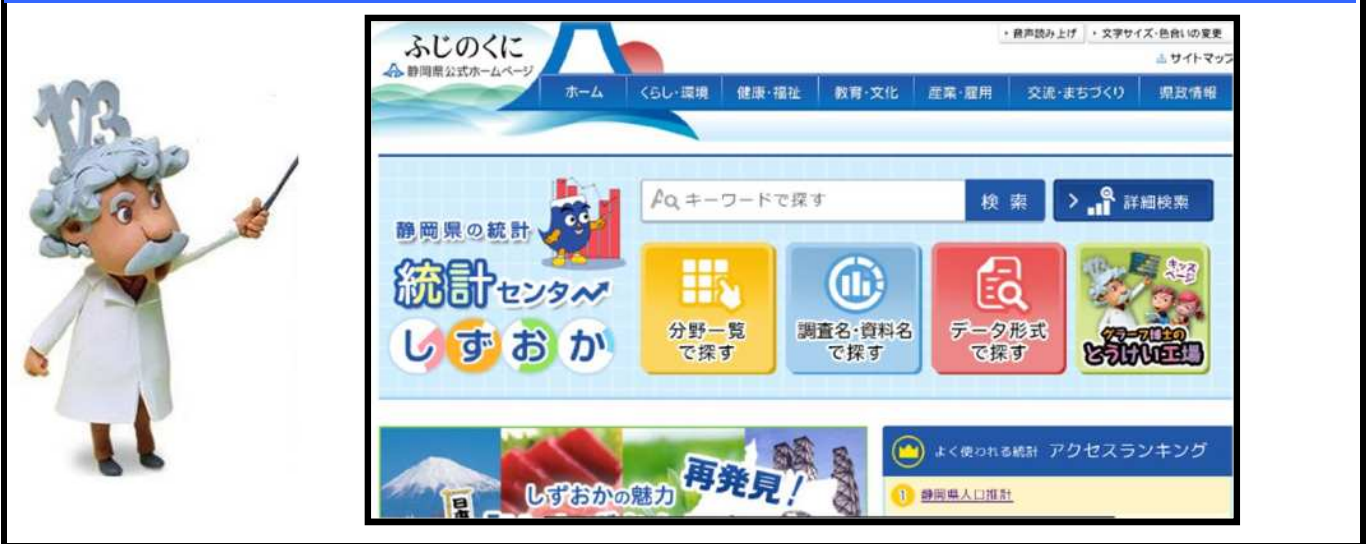 123
ふじのくに
静岡県公式ホームページ
・音声読み上げ
・文字サイズ・色合いの変更
サイトマップ
ホーム
くらし・環境
健康・福祉
教育・文化
産業・雇用
交流・まちづくり
県政情報
静岡県の統計
統計センター
しずおか
キーワードで探す
検索
詳細検索
分野一覧
で探す
調査名・資料名
で探す
データ形式
で探す
123
キッズ
ページ
グラーフ博士の
とうけい工場
しずおかの魅力
再発見!
よく使われる統計 アクセスランキング
1 静岡県人口推計